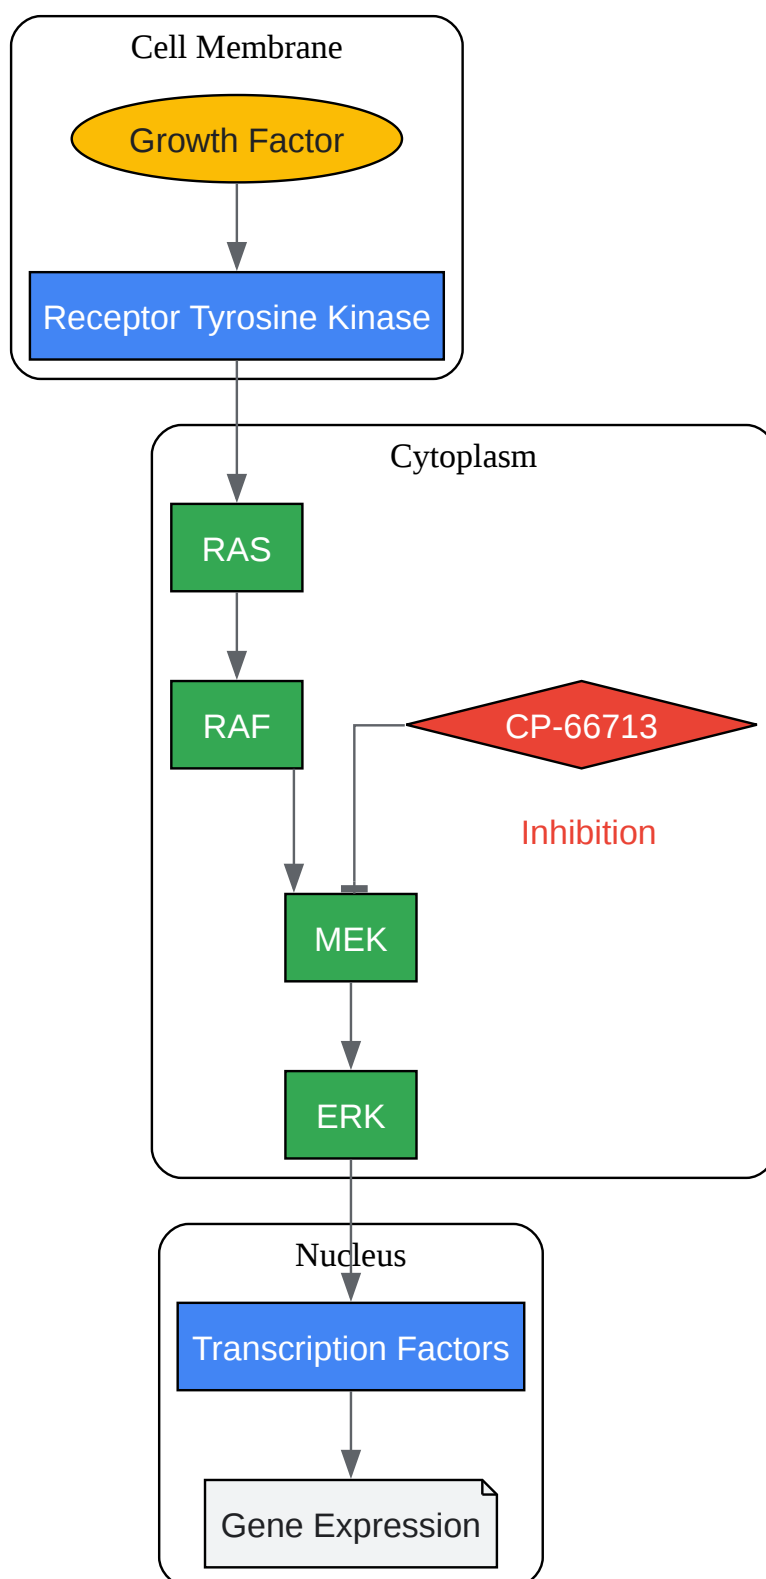 Cell Membrane
Growth Factor
Receptor Tyrosine Kinase
Cytoplasm
RAS
RAF
CP-66713
Inhibition
MEK
ERK
Nucleus
Transcription Factors
Gene Expression